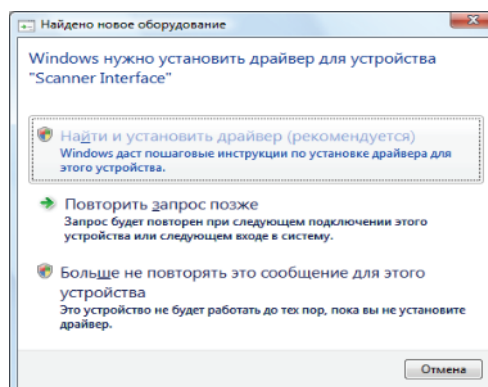 Найдено новое оборудование
Windows нужно установить драйвер для устройства
"Scanner Interface"
Найти и установить драйвер (рекомендуется)
Windows даст пошаговые инструкции по установке драйвера для
этого устройства.
Повторить запрос позже
Запрос будет повторен при следующем подключении этого
устройства или следующем входе в систему.
Больше не повторять это сообщение для этого
устройства
Это устройство не будет работать до тех пор, пока вы не установите
драйвер.
Отмена